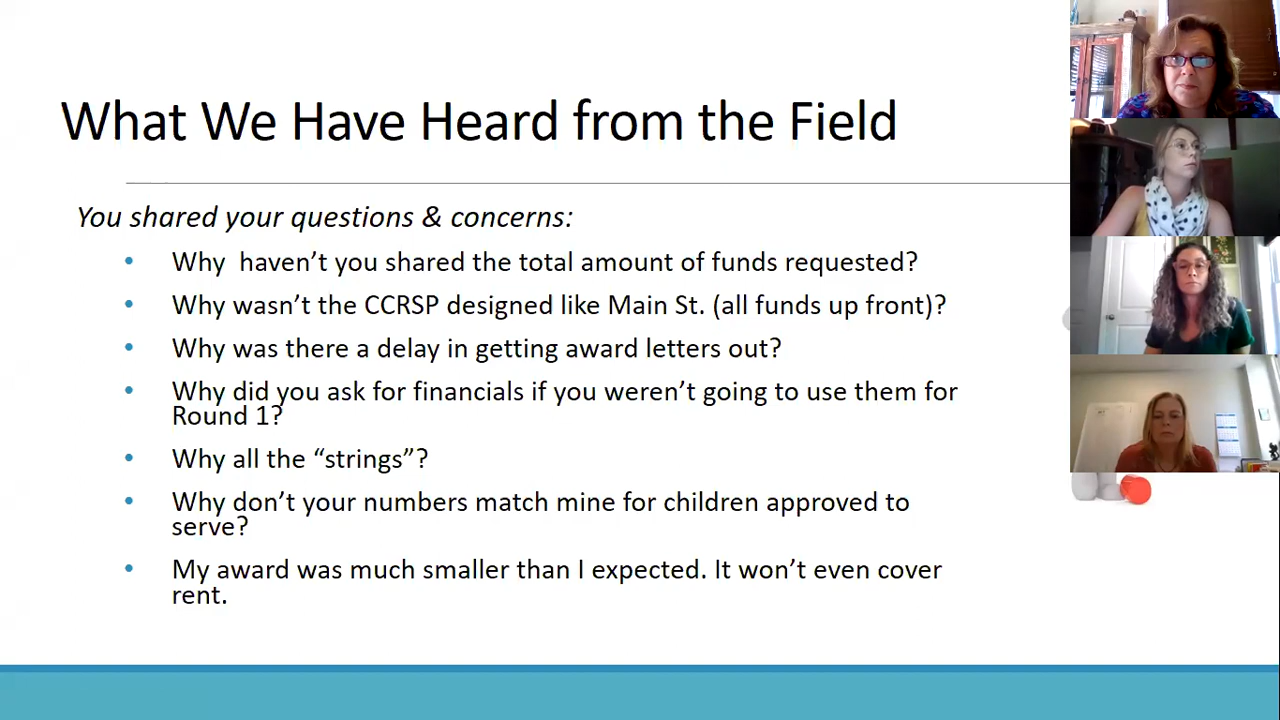 What We Have Heard from the Field
You shared your questions & concerns:
• Why  haven’t you shared the total amount of funds requested?
• Why wasn’t the CCRSP designed like Main St. (all funds up front)?
• Why was there a delay in getting award letters out?
• Why did you ask for financials if you weren’t going to use them for
Round 1?
• Why all the “strings”?
• Why don’t your numbers match mine for children approved to
serve?
• My award was much smaller than I expected. It won’t even cover
rent.